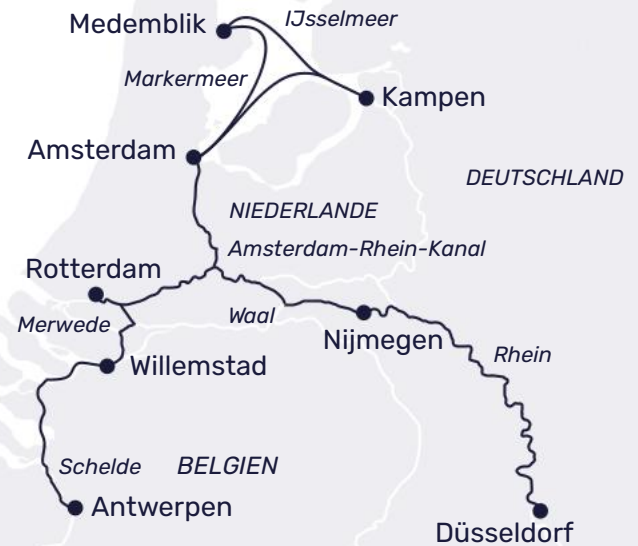 Medemblik
IJsselmeer
Markermeer
Kampen
Amsterdam
DEUTSCHLAND
NIEDERLANDE
Amsterdam-Rhein-Kanal
Rotterdam
Merwede
Waal
Nijmegen
Rhein
Willemstad
Schelde
BELGIEN
Antwerpen
Düsseldorf